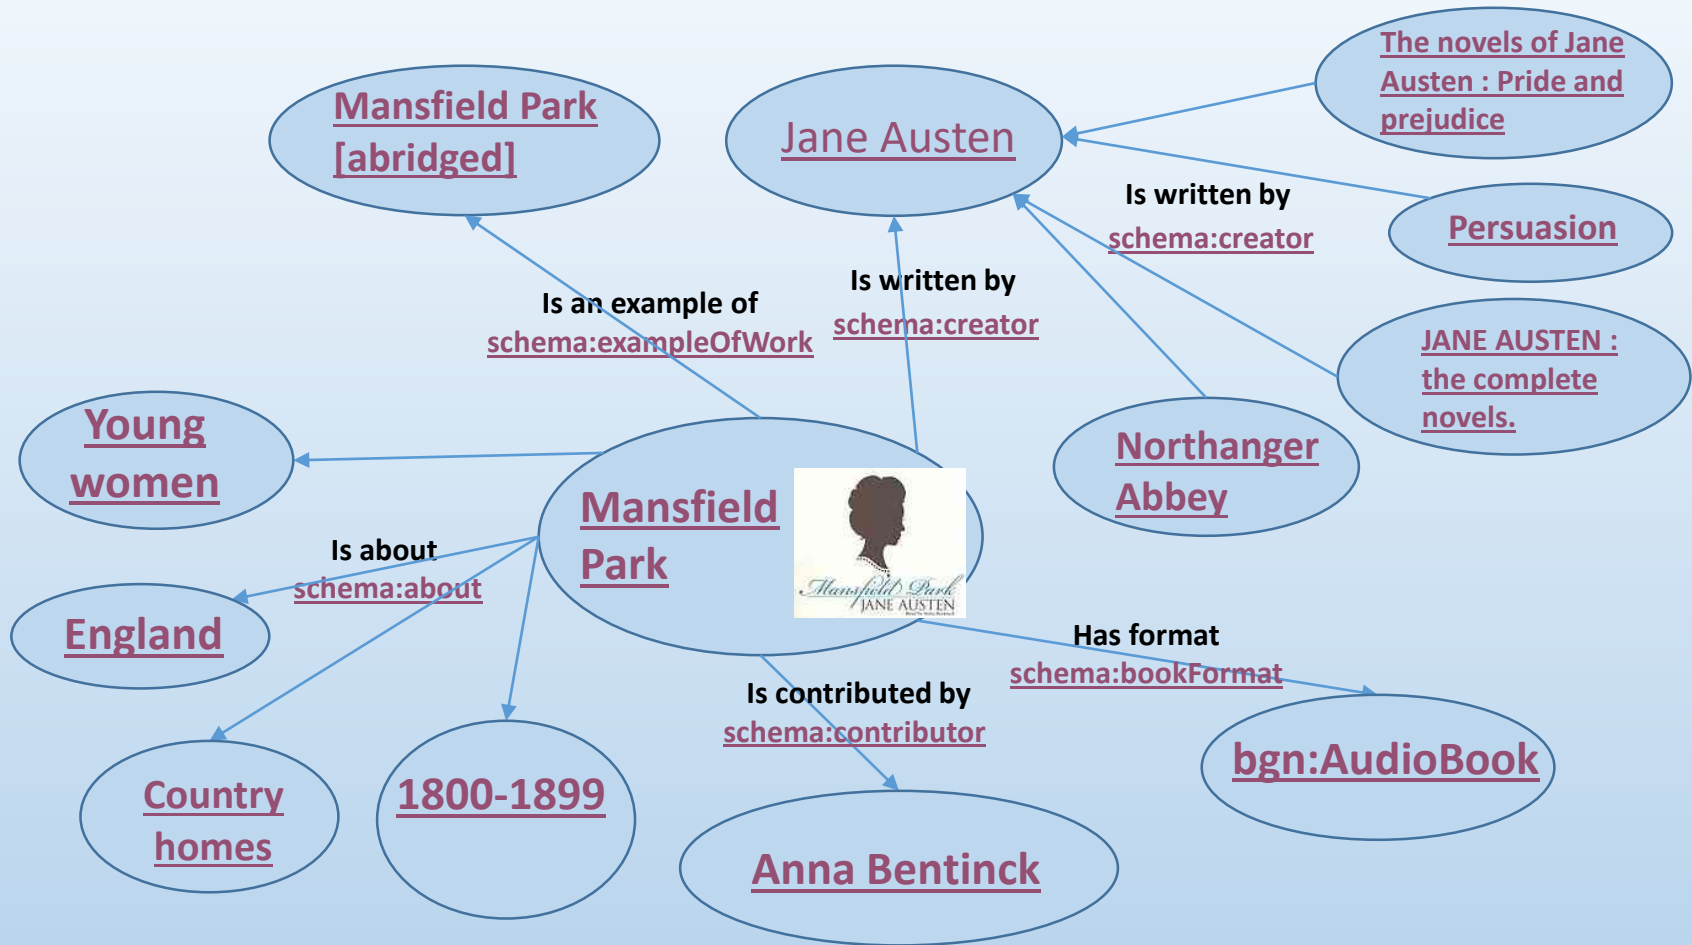 The novels of Jane
Austen : Pride and
prejudice
Mansfield Park
[abridged]
Jane Austen
Is written by
schema:creator
Persuasion
Is written by
schema:creator
Is an example of
schema:exampleOfWork
JANE AUSTEN :
the complete
novels.
Young
women
Northanger
Abbey
Mansfield
Park
Mansfield Park
JANE AUSTEN
Is about
schema:about
England
Has format
schema:bookFormat
Is contributed by
schema:contributor
Country
homes
1800-1899
bgn:AudioBook
Anna Bentinck